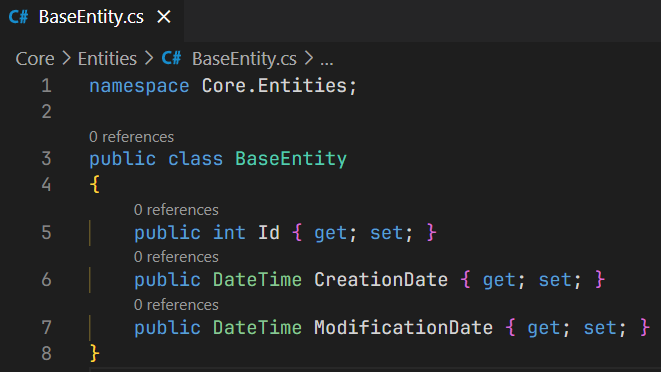 C# BaseEntity.cs ×
Core > Entities > C# BaseEntity.cs > ...
1 namespace Core.Entities;
2
0 references
3 public class BaseEntity
4 {
0 references
5 public int Id { get; set; }
0 references
6 public DateTime CreationDate { get; set; }
0 references
7 public DateTime ModificationDate { get; set; }
8 }